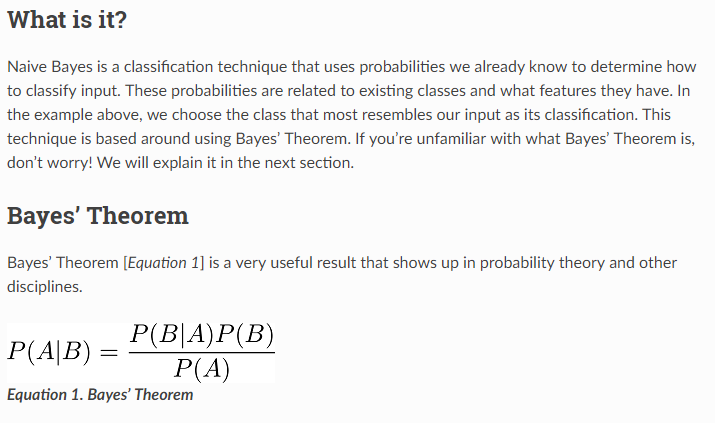 What is it?
Naive Bayes is a classification technique that uses probabilities we already know to determine how
to classify input. These probabilities are related to existing classes and what features they have. In
the example above, we choose the class that most resembles our input as its classification. This
technique is based around using Bayes' Theorem. If you're unfamiliar with what Bayes' Theorem is,
don't worry! We will explain it in the next section.
Bayes' Theorem
Bayes' Theorem [Equation 1] is a very useful result that shows up in probability theory and other
disciplines.
P(A|B) = \frac{P(B|A)P(B)}{P(A)}
Equation 1. Bayes' Theorem